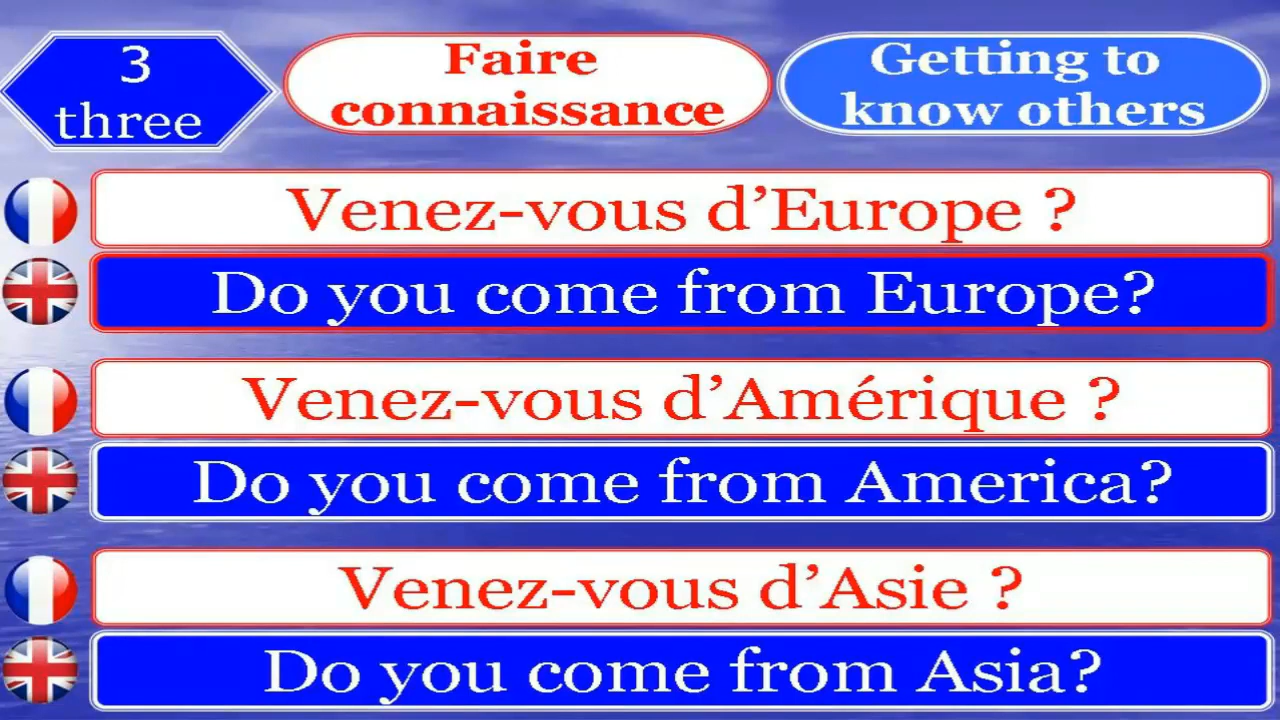 3
three
Faire
connaissance
Getting to
know others
Venez-vous d’Europe ?
Do you come from Europe?
Venez-vous d’Amérique ?
Do you come from America?
Venez-vous d’Asie ?
Do you come from Asia?